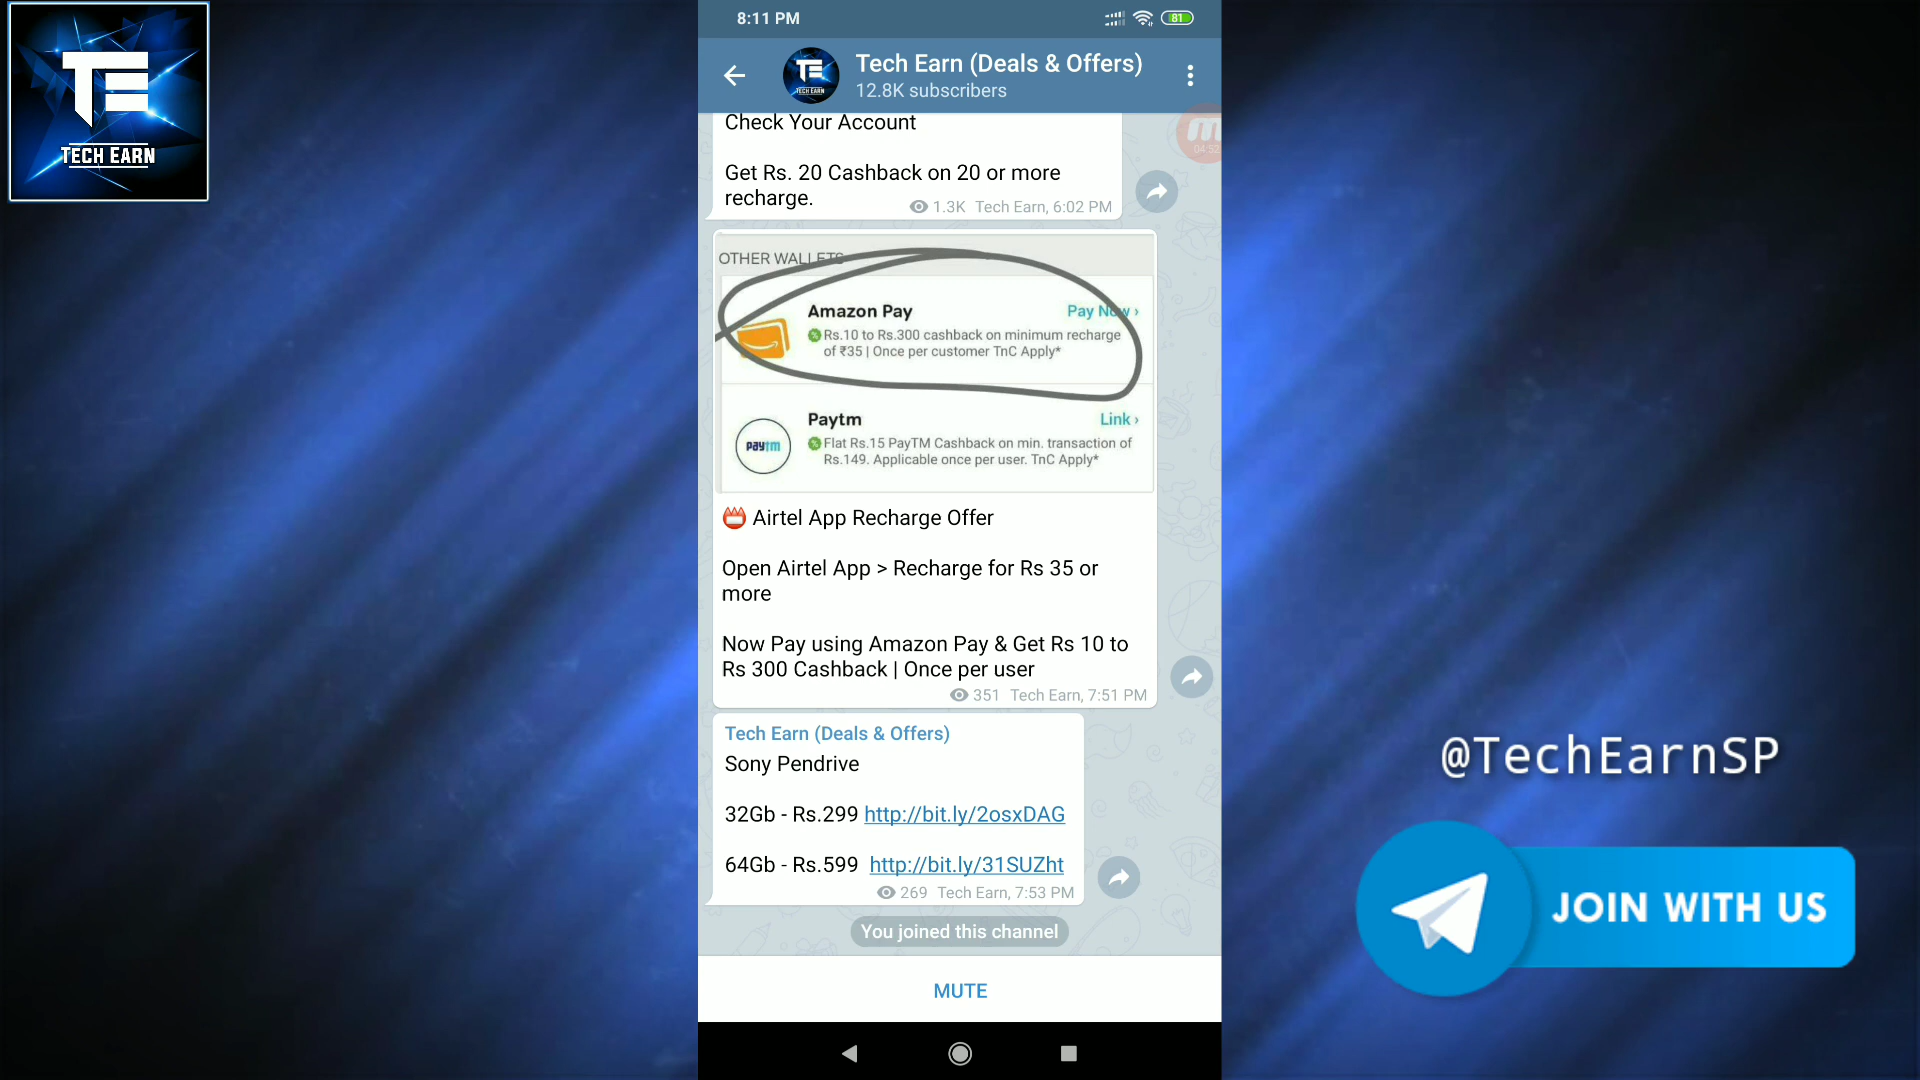 TE
TECH EARN
8:11 PM
81
Tech Earn (Deals & Offers)
12.8K subscribers
TE
TECH EARN
Check Your Account
04:52
Get Rs. 20 Cashback on 20 or more
recharge.
1.3K Tech Earn, 6:02 PM
OTHER WALLETS
Amazon Pay
Pay Now ›
Rs.10 to Rs.300 cashback on minimum recharge
of ₹35 | Once per customer TnC Apply*
Paytm
Link ›
paytm
Flat Rs.15 PayTM Cashback on min. transaction of
Rs.149. Applicable once per user. TnC Apply*
Airtel App Recharge Offer
Open Airtel App > Recharge for Rs 35 or
more
Now Pay using Amazon Pay & Get Rs 10 to
Rs 300 Cashback | Once per user
351 Tech Earn, 7:51 PM
Tech Earn (Deals & Offers)
Sony Pendrive
32Gb - Rs.299 http://bit.ly/2osxDAG
64Gb - Rs.599 http://bit.ly/31SUZht
269 Tech Earn, 7:53 PM
You joined this channel
MUTE
@TechEarnSP
JOIN WITH US